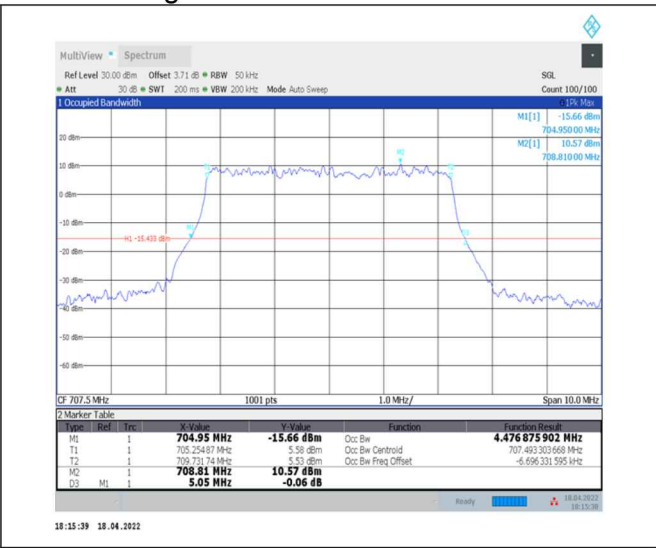 MultiView Spectrum
Ref Level 30.00 dBm Offset 3.71 dB RBW 50 kHz SGL
Att 30 dB SWT 200 ms VBW 200 kHz Mode Auto Sweep Count 100/100
1 Occupied Bandwidth 1Pk Max
M1[1] -15.66 dBm
704.95000 MHz
M2[1] 10.57 dBm
708.81000 MHz
20 dBm
10 dBm
0 dBm
-10 dBm
H1 -15.433 dBm
-20 dBm
-30 dBm
-40 dBm
-50 dBm
-60 dBm
M1
M2
CF 707.5 MHz 1001 pts 1.0 MHz/ Span 10.0 MHz
2 Marker Table
Type Ref Trc X-Value Y-Value Function Function Result
M1 1 704.95 MHz -15.66 dBm Occ Bw 4.476 875 902 MHz
T1 1 705.254 87 MHz 5.58 dBm Occ Bw Centroid 707.493 303 668 MHz
T2 1 709.731 74 MHz 5.53 dBm Occ Bw Freq Offset -6.696 331 595 kHz
M2 1 708.81 MHz 10.57 dBm
D3 M1 1 5.05 MHz -0.06 dB
Ready 18.04.2022
18:15:38
18:15:39 18.04.2022